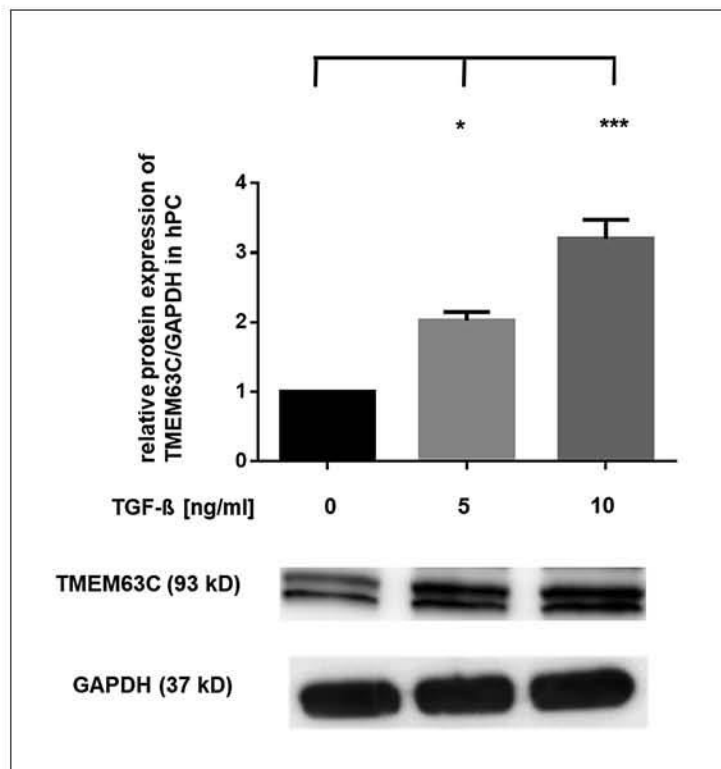 * ***
relative protein expression of
TMEM63C/GAPDH in hPC
4
3
2
1
0
TGF-ß [ng/ml] 0 5 10
TMEM63C (93 kD)
GAPDH (37 kD)